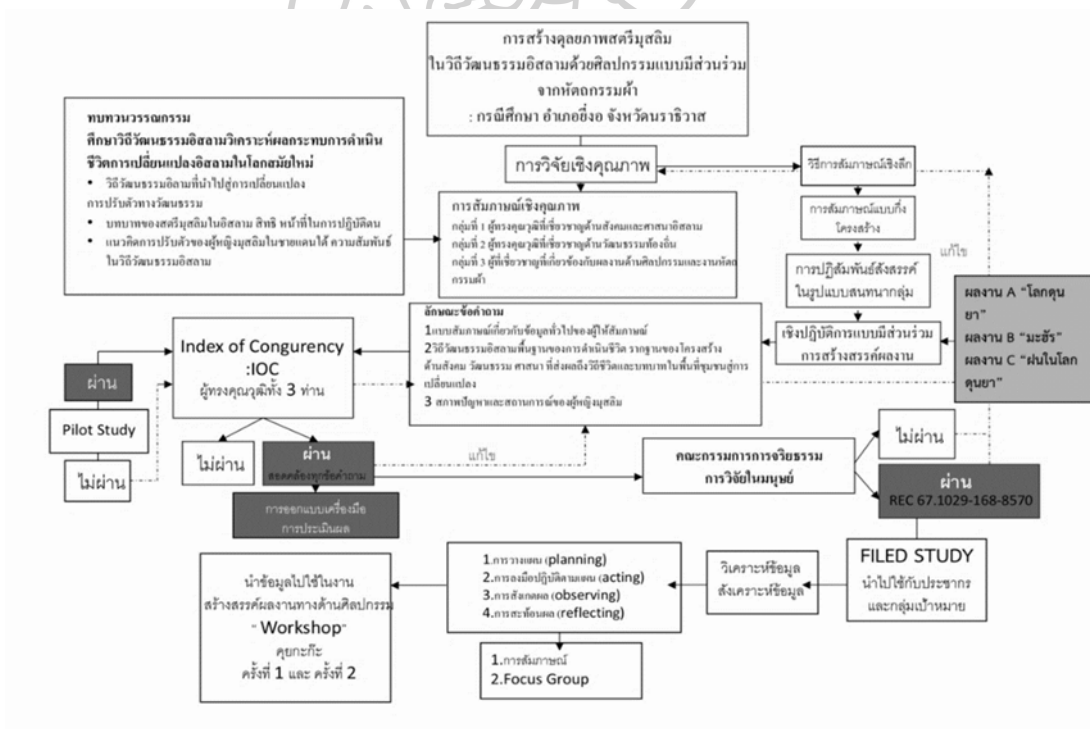 การสร้างดุลยภาพสตรีมุสลิม
ในวิถีวัฒนธรรมอิสลามด้วยศิลปกรรมแบบมีส่วนร่วม
จากหัตถกรรมผ้า
: กรณีศึกษา อำเภอยี่งอ จังหวัดนราธิวาส
ทบทวนวรรณกรรม
ศึกษาวิถีวัฒนธรรมอิสลามวิเคราะห์ผลกระทบการดำเนิน
ชีวิตการเปลี่ยนแปลงอิสลามในโลกสมัยใหม่
• วิถีวัฒนธรรมอิลามที่นำไปสู่การเปลี่ยนแปลง
การปรับตัวทางวัฒนธรรม
• บทบาทของสตรีมุสลิมในอิสลาม สิทธิ หน้าที่ในการปฏิบัติตน
• แนวคิดการปรับตัวของผู้หญิงมุสลิมในชายแดนใต้ ความสัมพันธ์
ในวิถีวัฒนธรรมอิสลาม
การวิจัยเชิงคุณภาพ
วิธีการสัมภาษณ์เชิงลึก
การสัมภาษณ์เชิงคุณภาพ
กลุ่มที่ 1 ผู้ทรงคุณวุฒิที่เชี่ยวชาญด้านสังคมและศาสนาอิสลาม
กลุ่มที่ 2 ผู้ทรงคุณวุฒิที่เชี่ยวชาญด้านวัฒนธรรมท้องถิ่น
กลุ่มที่ 3 ผู้ที่เชี่ยวชาญที่เกี่ยวข้องกับผลงานด้านศิลปกรรมและงานหัตถ
กรรมผ้า
การสัมภาษณ์แบบกึ่ง
โครงสร้าง
แก้ไข
การปฏิสัมพันธ์สังสรรค์
ในรูปแบบสนทนากลุ่ม
เชิงปฏิบัติการแบบมีส่วนร่วม
การสร้างสรรค์ผลงาน
ผลงาน A "โลกดุน
ยา"
ผลงาน B "มะฮัร"
ผลงาน C "ฝนในโลก
ดุนยา"
ลักษณะข้อคำถาม
1แบบสัมภาษณ์เกี่ยวกับข้อมูลทั่วไปของผู้ให้สัมภาษณ์
2วิถีวัฒนธรรมอิสลามพื้นฐานของการดำเนินชีวิต รากฐานของโครงสร้าง
ด้านสังคม วัฒนธรรม ศาสนา ที่ส่งผลถึงวิถีชีวิตและบทบาทในพื้นที่ชุมชนสู่การ
เปลี่ยนแปลง
3 สภาพปัญหาและสถานการณ์ของผู้หญิงมุสลิม
Index of Congurency
:IOC
ผู้ทรงคุณวุฒิทั้ง 3 ท่าน
ผ่าน
Pilot Study
ไม่ผ่าน
ไม่ผ่าน
ผ่าน
สอดคล้องทุกข้อคำถาม
แก้ไข
การออกแบบเครื่องมือ
การประเมินผล
คณะกรรมการการจริยธรรม
การวิจัยในมนุษย์
ไม่ผ่าน
ผ่าน
REC 67.1029-168-8570
FILED STUDY
นำไปใช้กับประชากร
และกลุ่มเป้าหมาย
วิเคราะห์ข้อมูล
สังเคราะห์ข้อมูล
1.การวางแผน (planning)
2.การลงมือปฏิบัติตามแผน (acting)
3.การสังเกตผล (observing)
4.การสะท้อนผล (reflecting)
1.การสัมภาษณ์
2.Focus Group
นำข้อมูลไปใช้ในงาน
สร้างสรรค์ผลงานทางด้านศิลปกรรม
" Workshop"
คุยกะก๊ะ
ครั้งที่ 1 และ ครั้งที่ 2